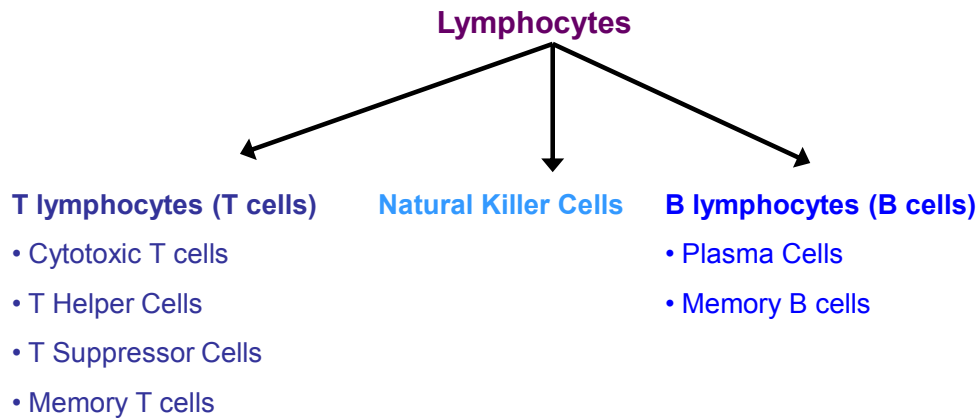 Lymphocytes
T lymphocytes (T cells)
• Cytotoxic T cells
• T Helper Cells
• T Suppressor Cells
• Memory T cells
Natural Killer Cells
B lymphocytes (B cells)
• Plasma Cells
• Memory B cells